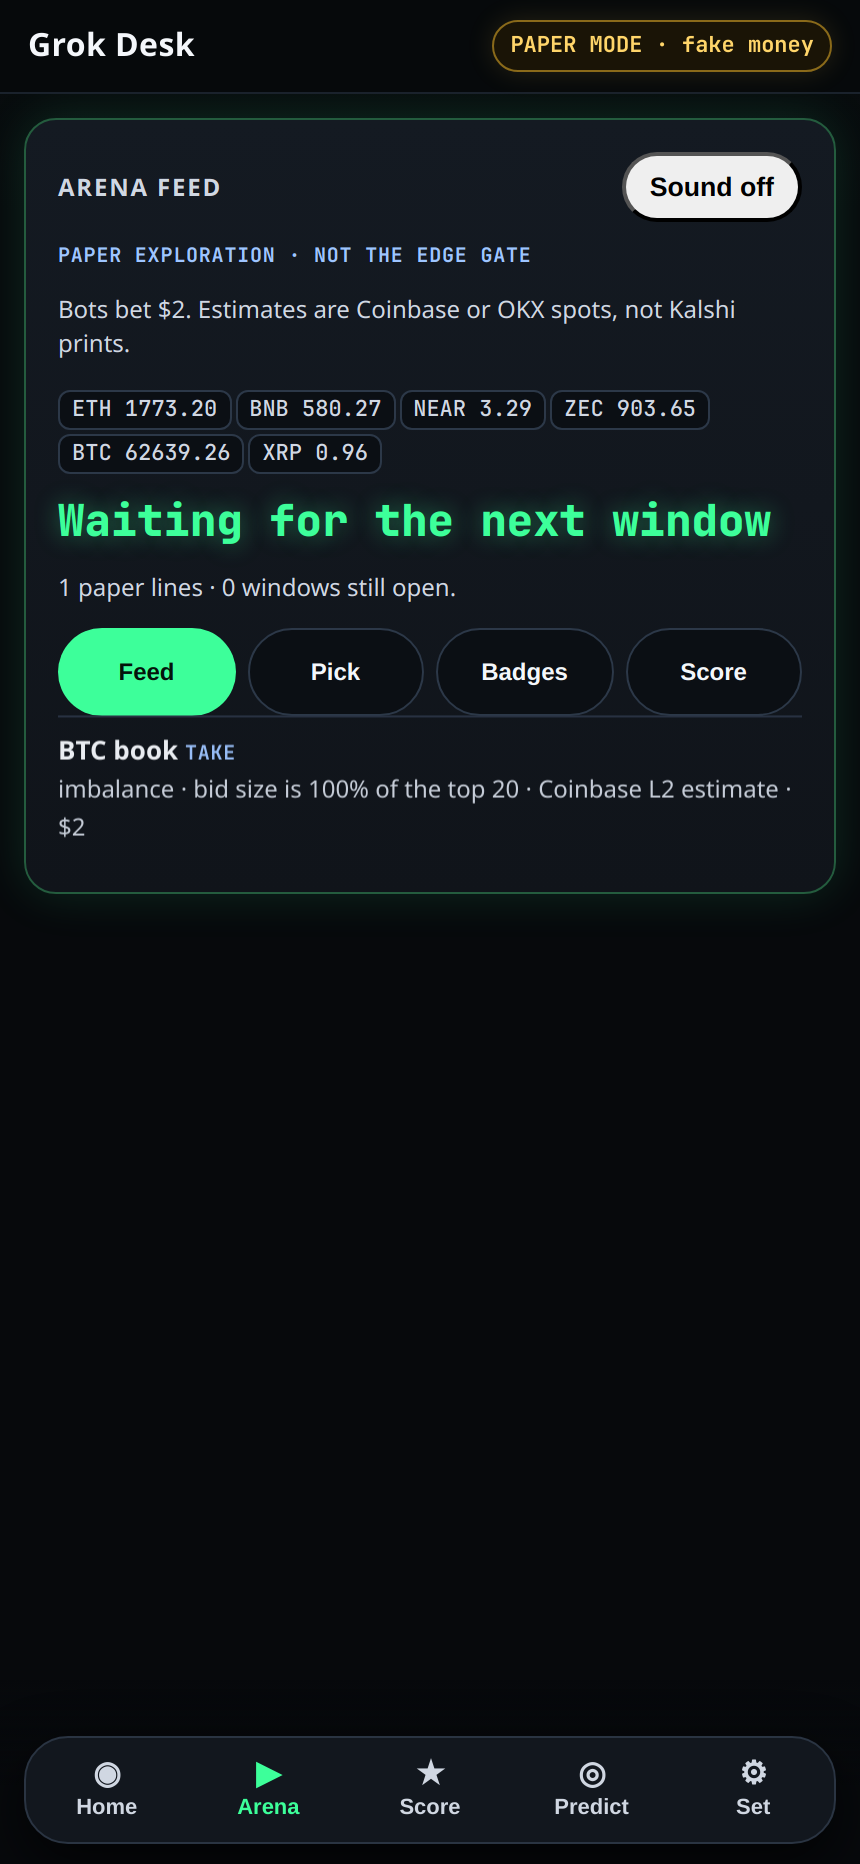 Grok Desk
PAPER MODE · fake money
ARENA FEED
Sound off
PAPER EXPLORATION · NOT THE EDGE GATE
Bots bet $2. Estimates are Coinbase or OKX spots, not Kalshi
prints.
ETH 1773.20 BNB 580.27 NEAR 3.29 ZEC 903.65
BTC 62639.26 XRP 0.96
Waiting for the next window
1 paper lines · 0 windows still open.
Feed Pick Badges Score
BTC book TAKE
imbalance · bid size is 100% of the top 20 · Coinbase L2 estimate ·
$2
Home Arena Score Predict Set